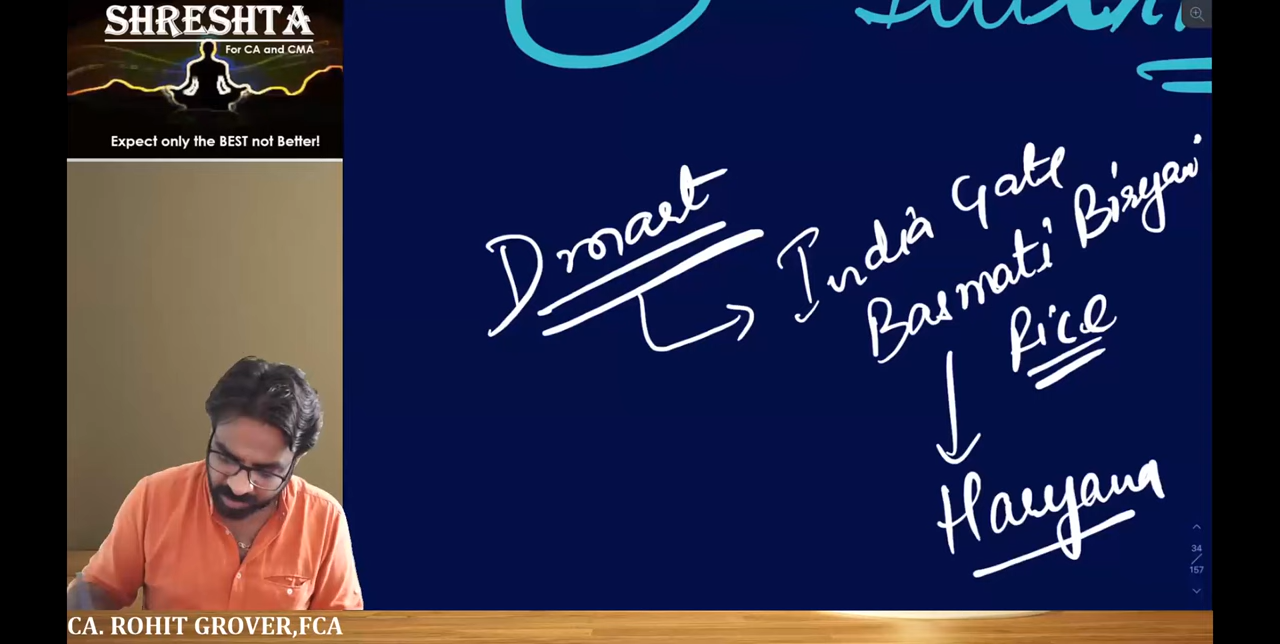 SHRESHTA
For CA and CMA
Expect only the BEST not Better!
Dmart
India Gate
Basmati Biryani
Rice
Haryana
34
/
157
CA. ROHIT GROVER,FCA